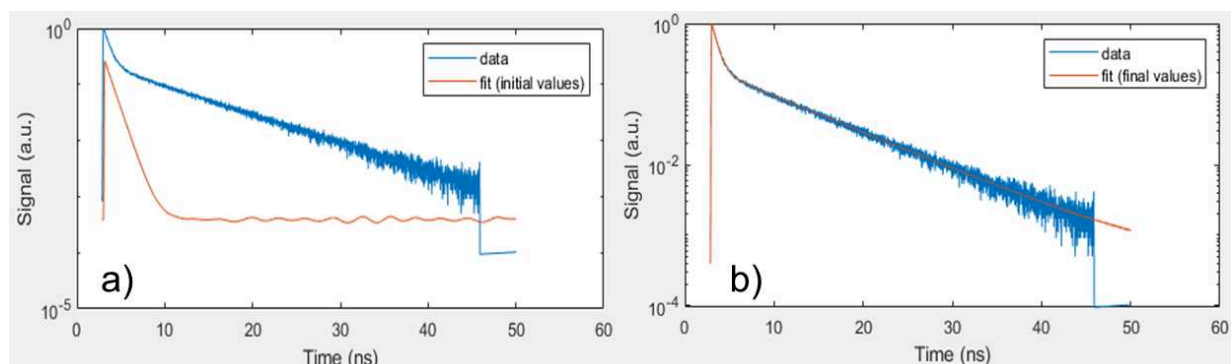 10^0
Signal (a.u.)
10^-5
data
fit (initial values)
a)
0 10 20 30 40 50 60
Time (ns)
10^0
Signal (a.u.)
10^-2
10^-4
data
fit (final values)
b)
0 10 20 30 40 50 60
Time (ns)